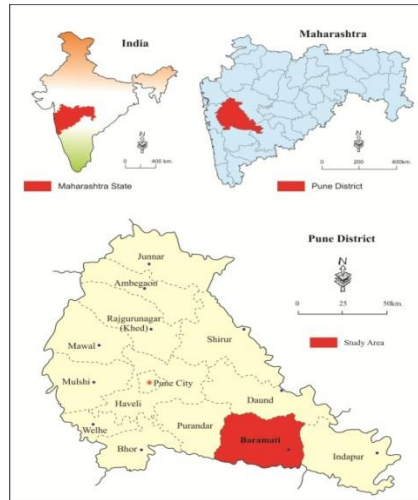 India
N
0 400 km.
Maharashtra State
Maharashtra
N
0 200 400km
Pune District
Pune District
N
0 25 50km.
Study Area
Junnar
Ambegaon
Rajgurunagar
(Khed)
Shirur
Mawal
Mulshi
Pune City
Haveli
Daund
Welhe
Purandar
Bhor
Baramati
Indapur